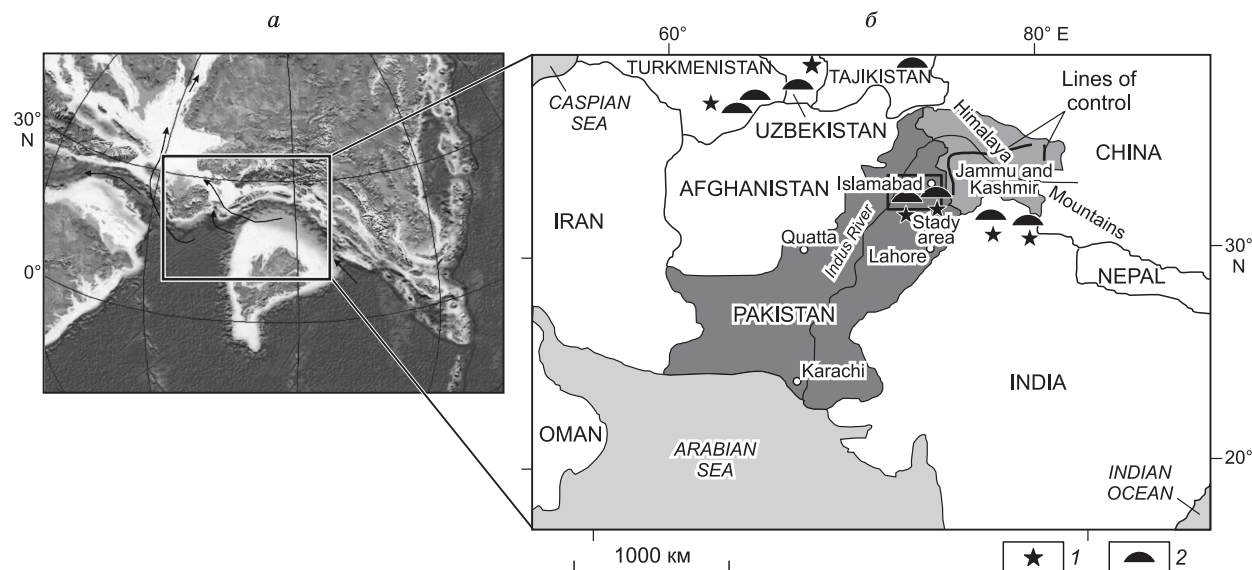 а
б
60°
80° E
30°
N
0°
TURKMENISTAN
TAJIKISTAN
Lines of
control
CASPIAN
SEA
UZBEKISTAN
Himalaya
CHINA
Jammu and
Kashmir
Islamabad
AFGHANISTAN
Mountains
IRAN
Stady
area
Indus River
Quatta
Lahore
30°
N
NEPAL
PAKISTAN
Karachi
INDIA
OMAN
ARABIAN
SEA
20°
INDIAN
OCEAN
1000 км
1
2